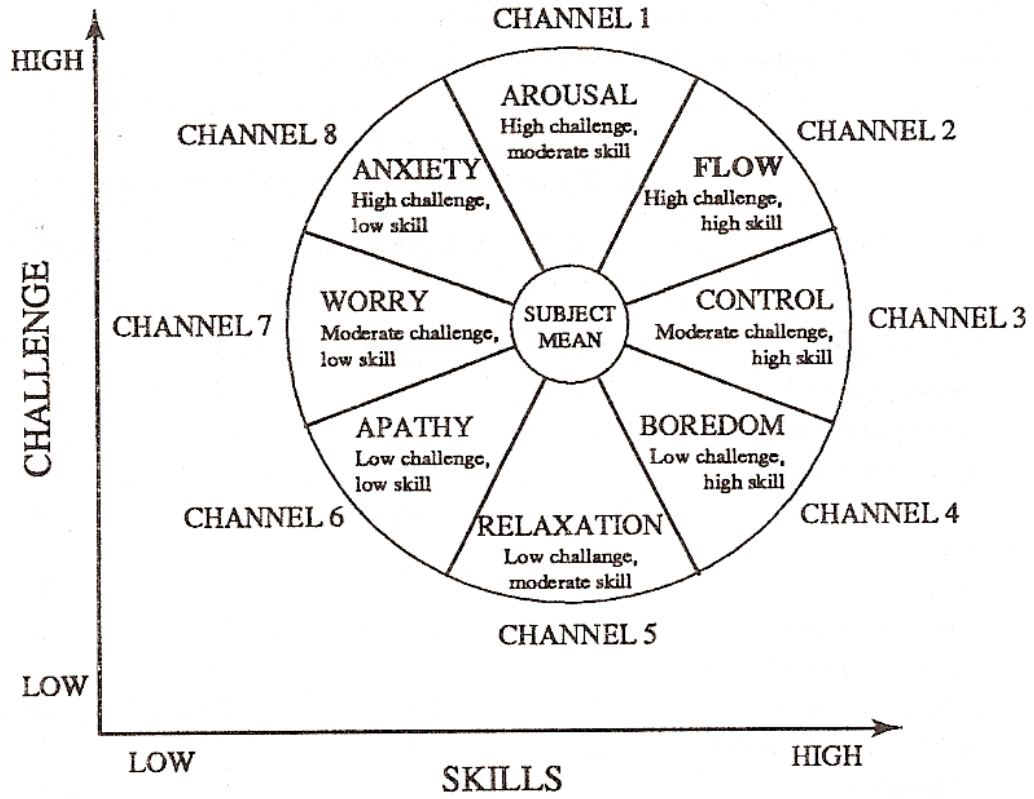 CHANNEL 1
HIGH
AROUSAL
High challenge,
moderate skill
CHANNEL 8
CHANNEL 2
ANXIETY
High challenge,
low skill
FLOW
High challenge,
high skill
CHALLENGE
CHANNEL 7
WORRY
Moderate challenge,
low skill
SUBJECT
MEAN
CONTROL
Moderate challenge,
high skill
CHANNEL 3
APATHY
Low challenge,
low skill
BOREDOM
Low challenge,
high skill
CHANNEL 6
CHANNEL 4
RELAXATION
Low challange,
moderate skill
CHANNEL 5
LOW
LOW
SKILLS
HIGH